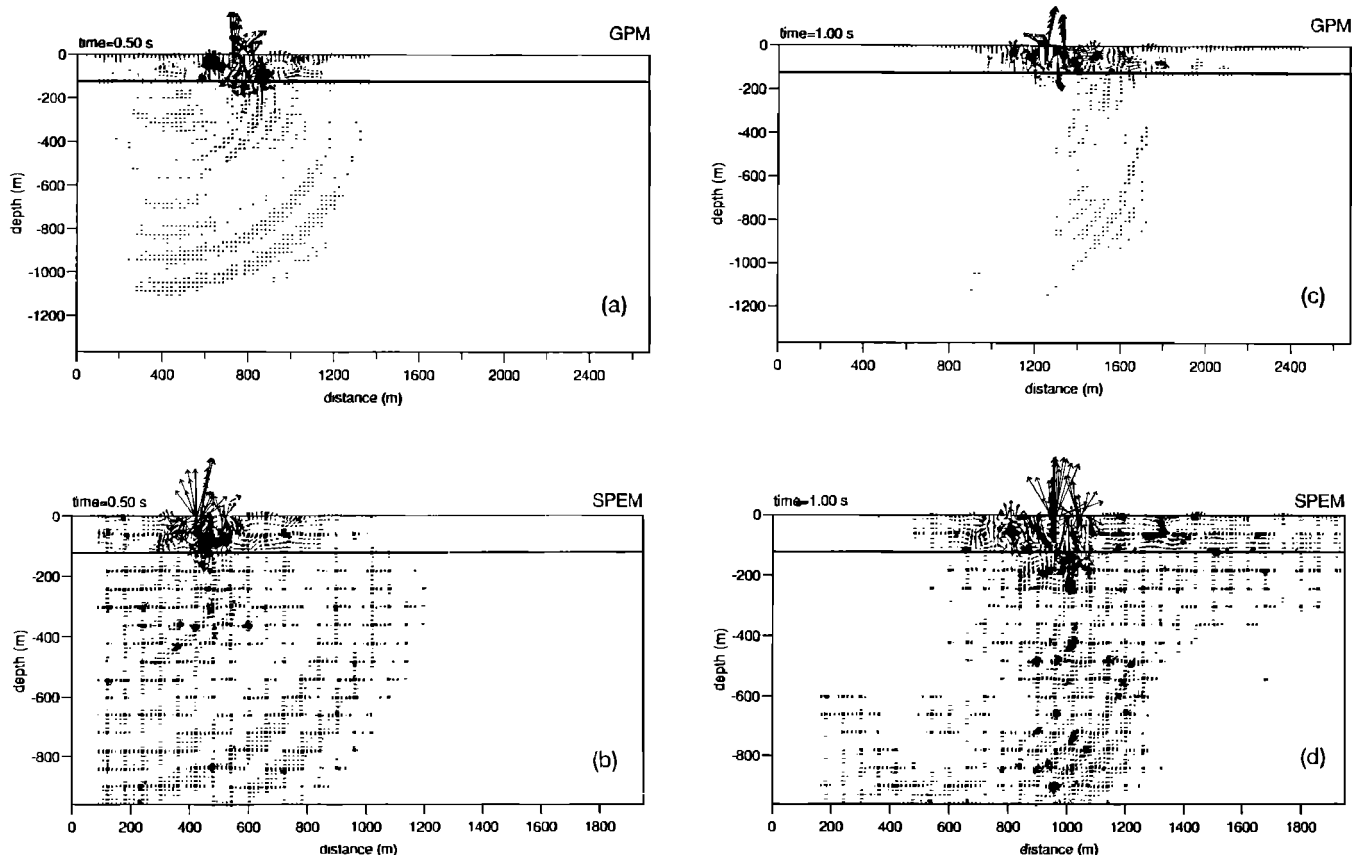 time=0.50 s GPM
0
-200
-400
-600
-800
-1000
-1200
depth (m)
(a)
0 400 800 1200 1600 2000 2400
distance (m)
time=1.00 s GPM
0
-200
-400
-600
-800
-1000
-1200
depth (m)
(c)
0 400 800 1200 1600 2000 2400
distance (m)
time=0.50 s SPEM
0
-200
-400
-600
-800
depth (m)
(b)
0 200 400 600 800 1000 1200 1400 1600 1800
distance (m)
time=1.00 s SPEM
0
-200
-400
-600
-800
depth (m)
(d)
0 200 400 600 800 1000 1200 1400 1600 1800
distance (m)